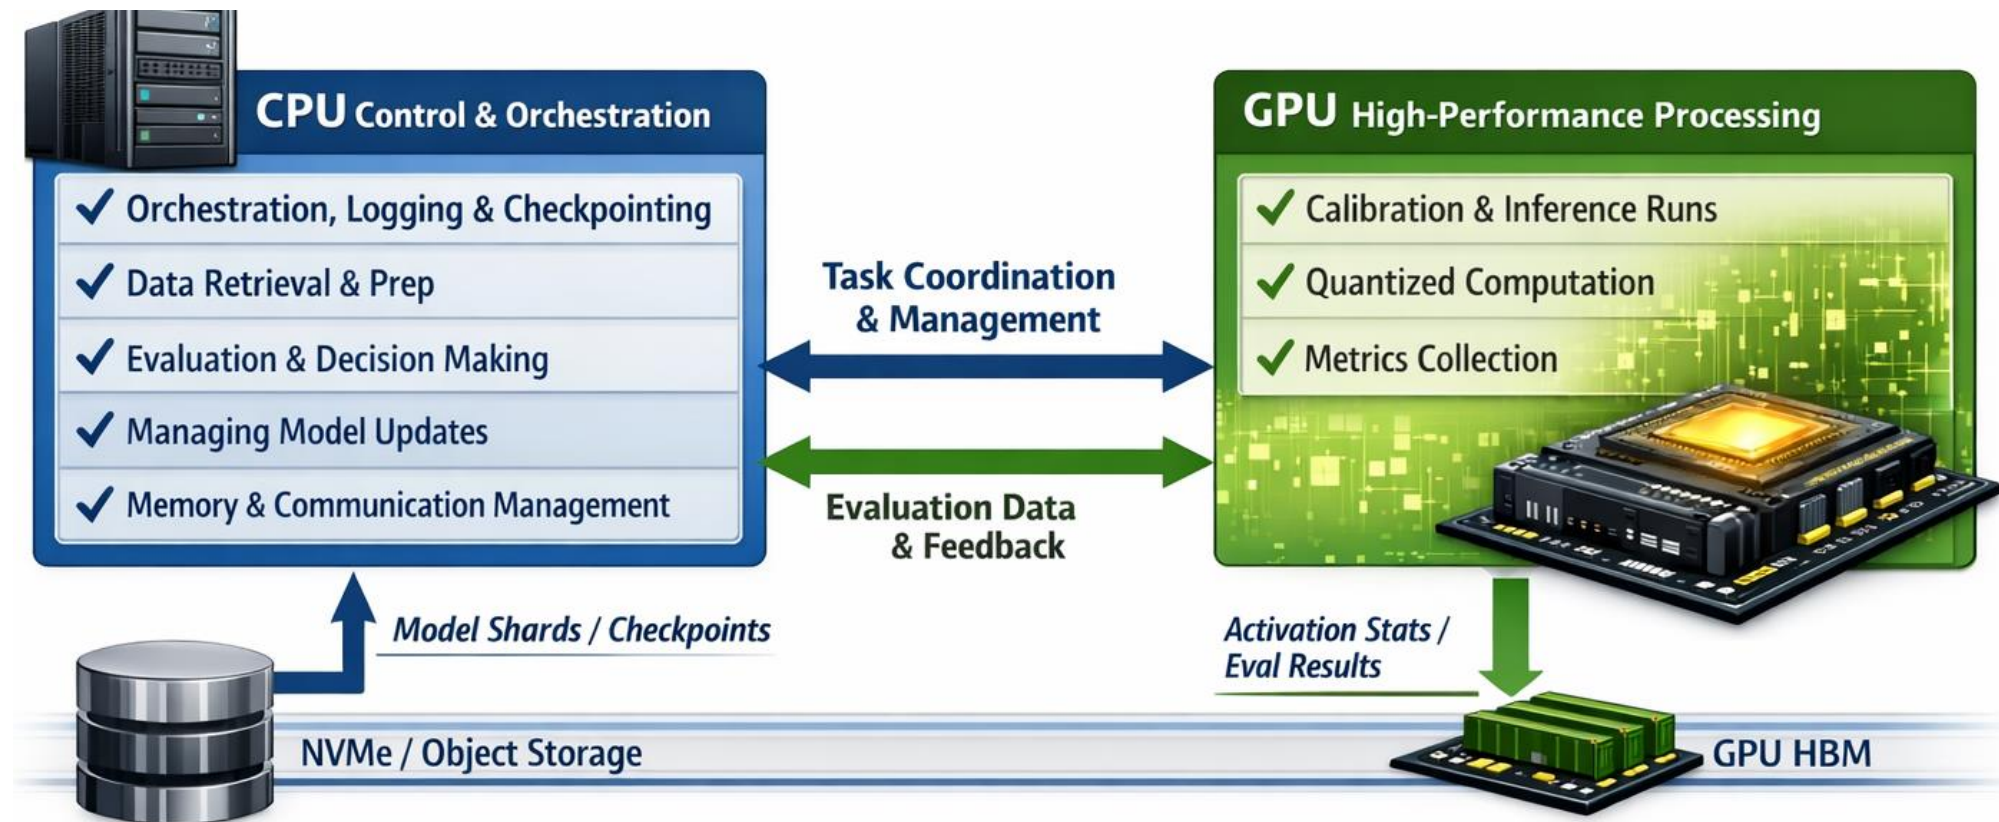 CPU Control & Orchestration
Orchestration, Logging & Checkpointing
Data Retrieval & Prep
Evaluation & Decision Making
Managing Model Updates
Memory & Communication Management
Task Coordination
& Management
Evaluation Data
& Feedback
GPU High-Performance Processing
Calibration & Inference Runs
Quantized Computation
Metrics Collection
Model Shards / Checkpoints
Activation Stats /
Eval Results
NVMe / Object Storage
GPU HBM